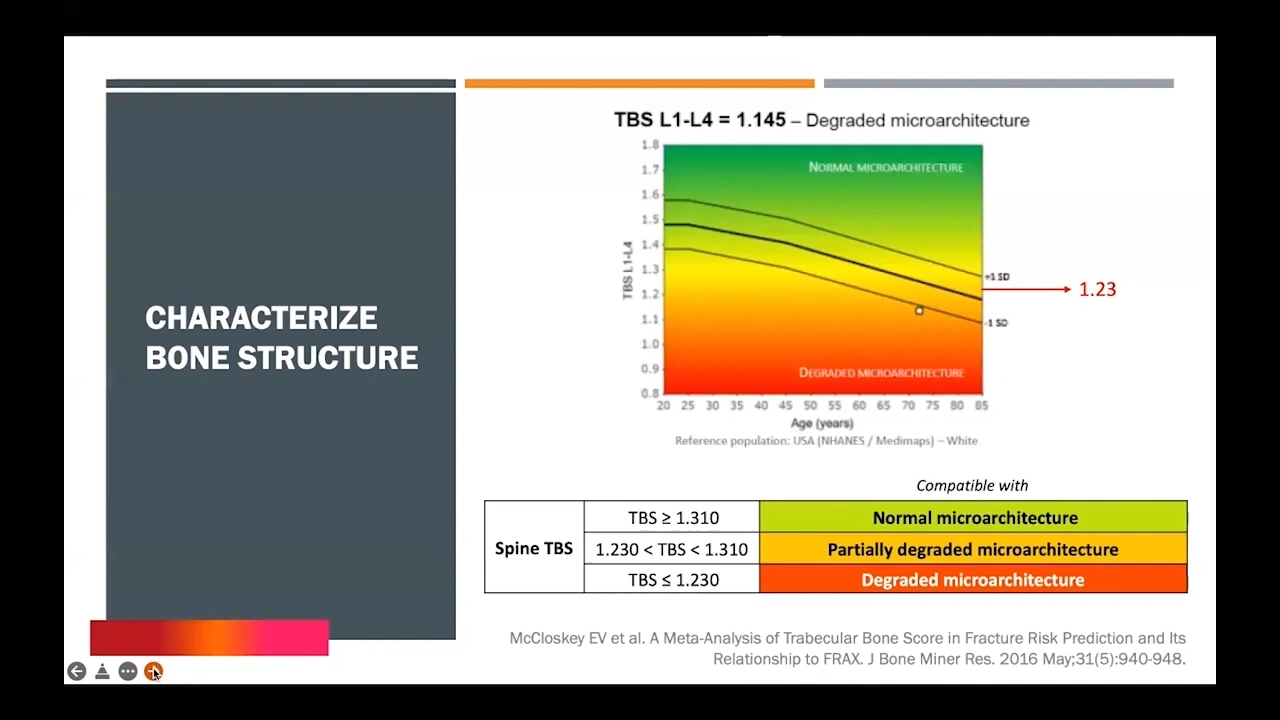 CHARACTERIZE
BONE STRUCTURE
TBS L1-L4 = 1.145 – Degraded microarchitecture
1.8
1.7
1.6
1.5
1.4
1.3
1.2
1.1
1.0
0.9
0.8
TBS L1-L4
NORMAL MICROARCHITECTURE
+1 SD
1.23
-1 SD
DEGRADED MICROARCHITECTURE
20 25 30 35 40 45 50 55 60 65 70 75 80 85
Age (years)
Reference population: USA (NHANES / Medimaps) – White
Compatible with
Spine TBS
TBS ≥ 1.310 Normal microarchitecture
1.230 < TBS < 1.310 Partially degraded microarchitecture
TBS ≤ 1.230 Degraded microarchitecture
McCloskey EV et al. A Meta-Analysis of Trabecular Bone Score in Fracture Risk Prediction and Its
Relationship to FRAX. J Bone Miner Res. 2016 May;31(5):940-948.